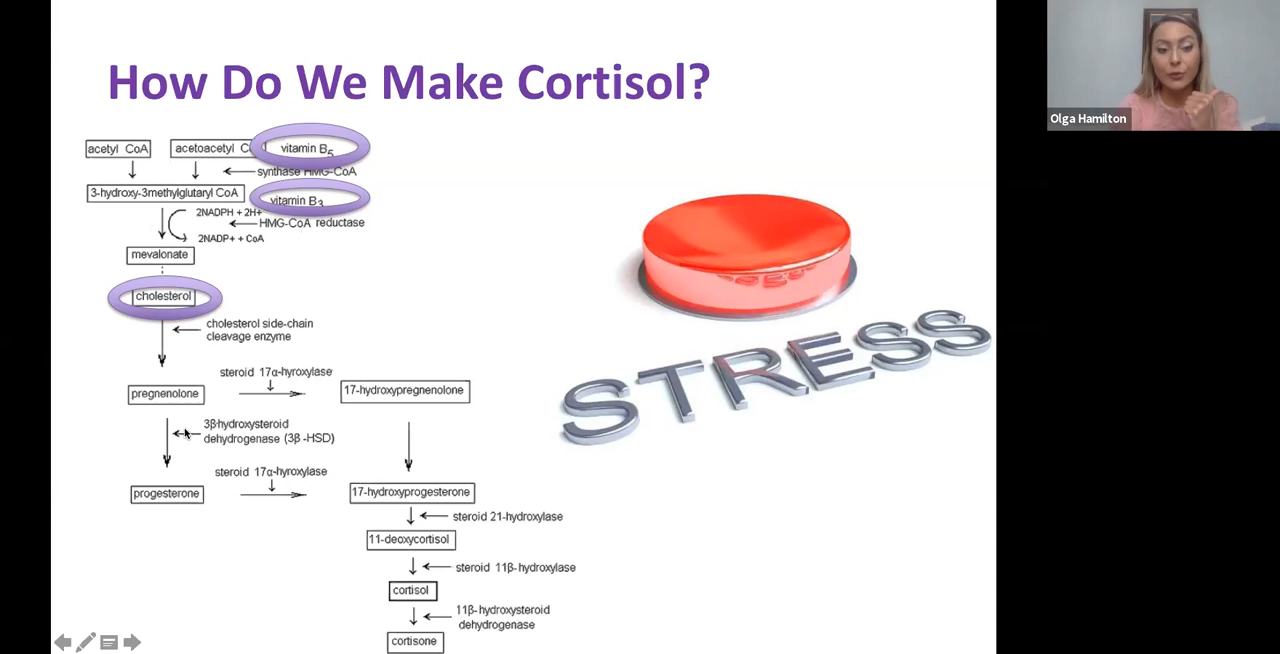 How Do We Make Cortisol?
Olga Hamilton
acetyl CoA
acetoacetyl C
vitamin B5
synthase HMG-CoA
3-hydroxy-3methylglutaryl CoA
vitamin B3
2NADPH + 2H+
HMG-CoA reductase
2NADP+ + CoA
mevalonate
cholesterol
cholesterol side-chain
cleavage enzyme
steroid 17α-hyroxylase
pregnenolone
17-hydroxypregnenolone
3β-hydroxysteroid
dehydrogenase (3β -HSD)
steroid 17α-hyroxylase
progesterone
17-hydroxyprogesterone
steroid 21-hydroxylase
11-deoxycortisol
steroid 11β-hydroxylase
cortisol
11β-hydroxysteroid
dehydrogenase
cortisone
STRESS